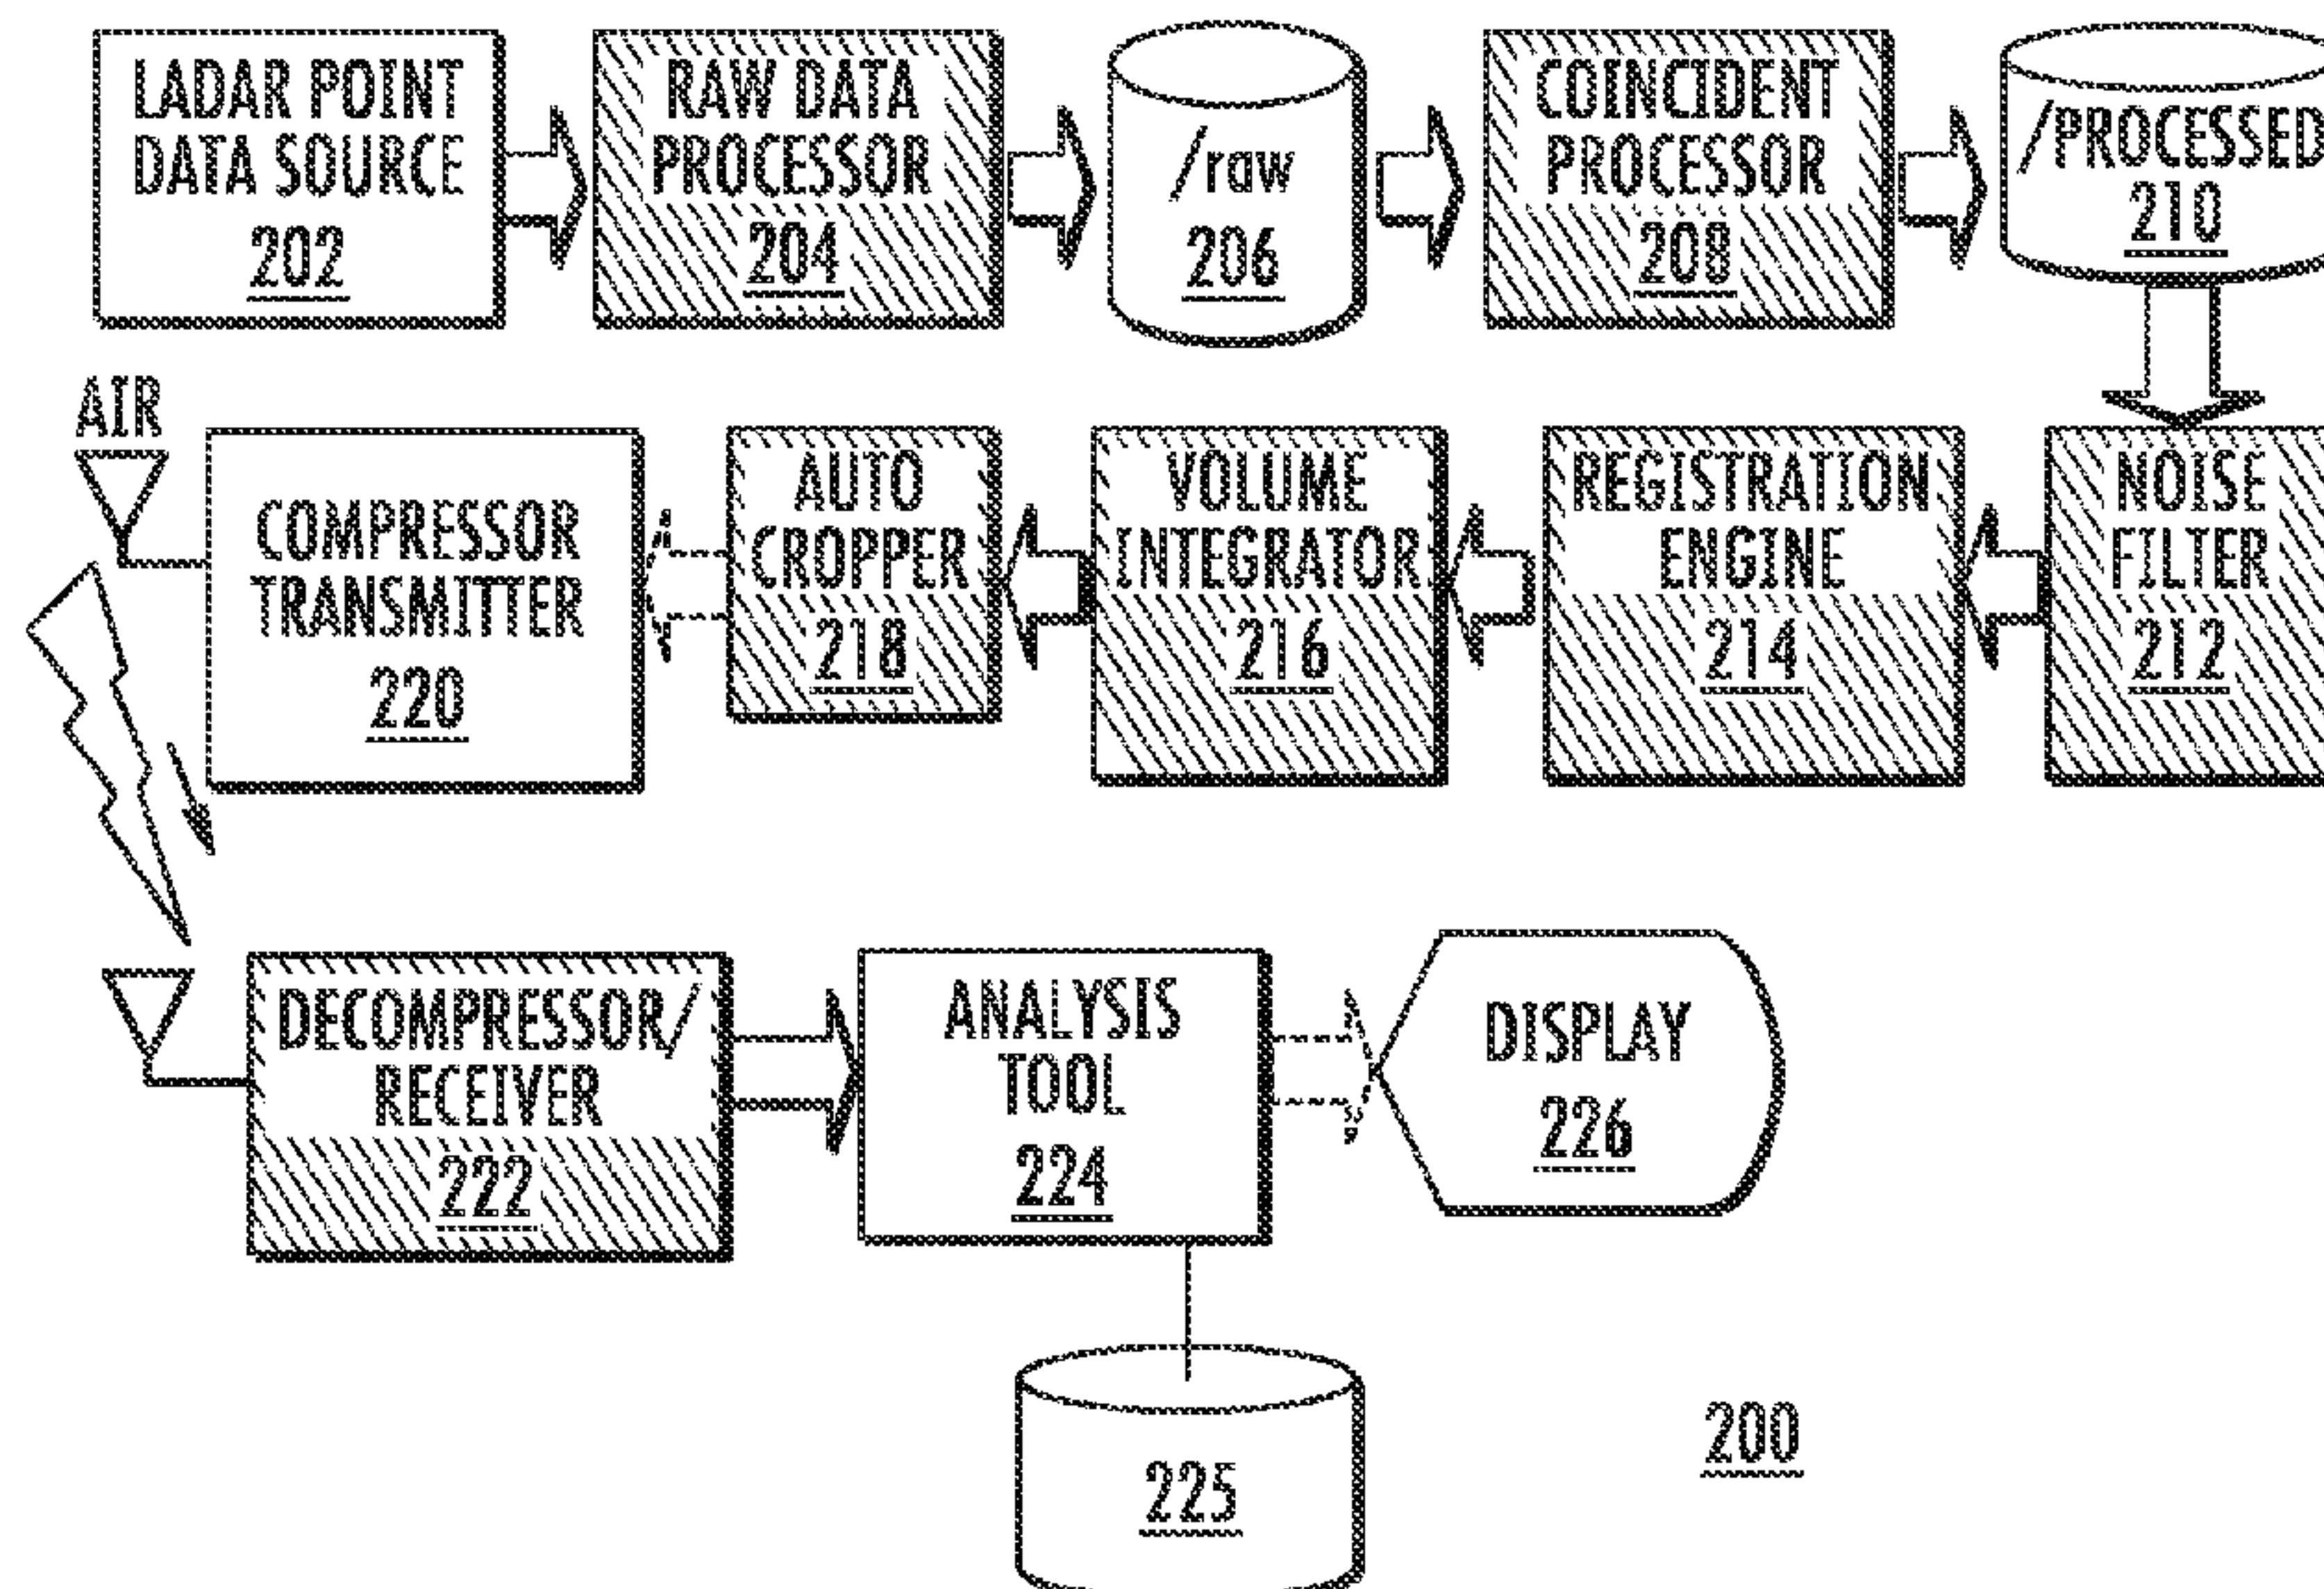 LADAR POINT
DATA SOURCE
202
RAW DATA
PROCESSOR
204
/raw
206
COINCIDENT
PROCESSOR
208
/PROCESSED
210
AIR
COMPRESSOR
TRANSMITTER
220
AUTO
CROPPER
218
VOLUME
INTEGRATOR
216
REGISTRATION
ENGINE
214
NOISE
FILTER
212
DECOMPRESSOR/
RECEIVER
222
ANALYSIS
TOOL
224
DISPLAY
226
225
200